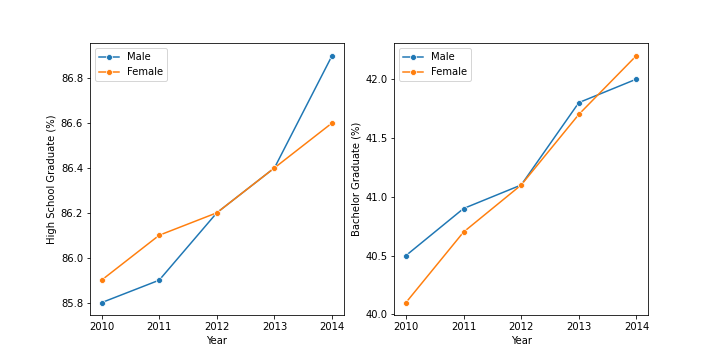 High School Graduate (%)
86.8
86.6
86.4
86.2
86.0
85.8
Male
Female
2010 2011 2012 2013 2014
Year
Bachelor Graduate (%)
42.0
41.5
41.0
40.5
40.0
Male
Female
2010 2011 2012 2013 2014
Year